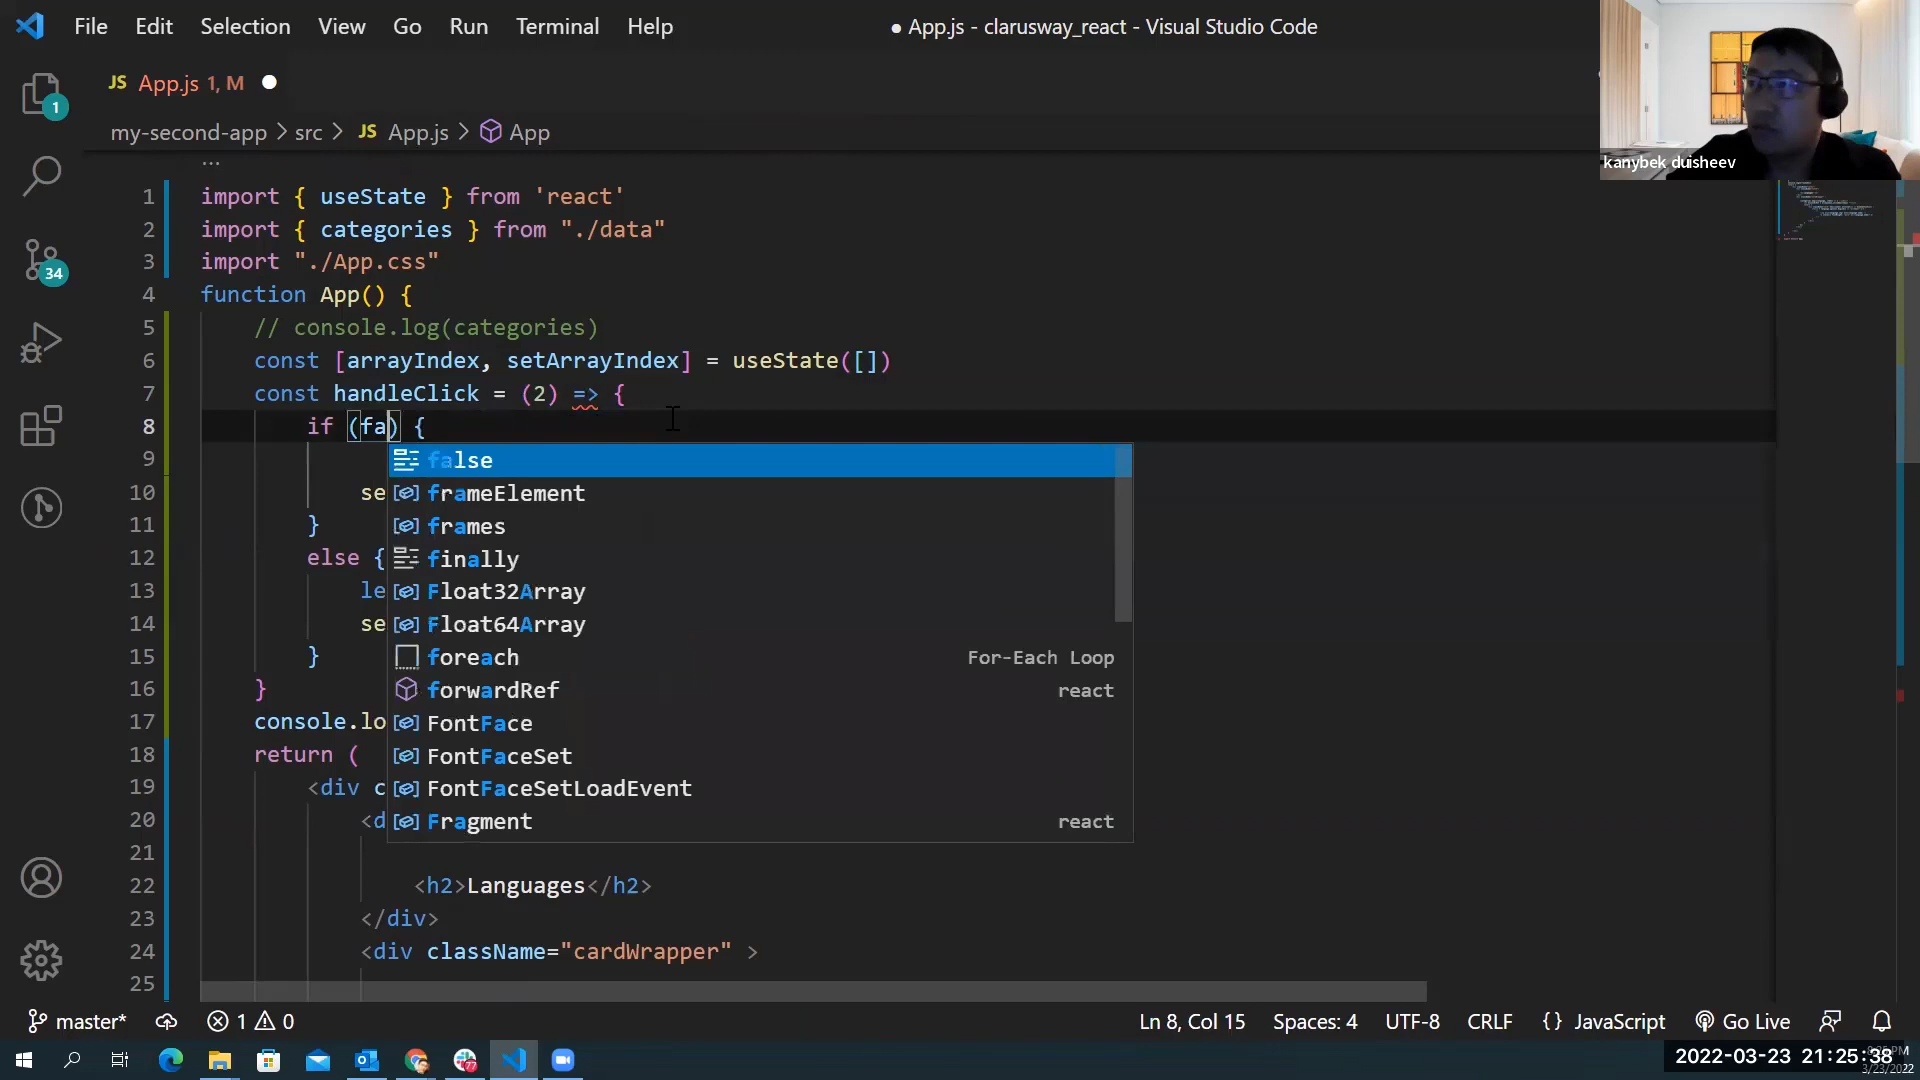 File Edit Selection View Go Run Terminal Help
● App.js - clarusway_react - Visual Studio Code
JS App.js 1, M
my-second-app > src > JS App.js > App
kanybek duisheev
...
1 import { useState } from 'react'
2 import { categories } from "./data"
3 import "./App.css"
4 function App() {
5 // console.log(categories)
6 const [arrayIndex, setArrayIndex] = useState([])
7 const handleClick = (2) => {
8 if (fa) {
9
10 se
11 }
12 else {
13 le
14 se
15 }
16 }
17 console.lo
18 return (
19 <div c
20 <d
21
22 <h2>Languages</h2>
23 </div>
24 <div className="cardWrapper" >
25
false
frameElement
frames
finally
Float32Array
Float64Array
foreach For-Each Loop
forwardRef react
FontFace
FontFaceSet
FontFaceSetLoadEvent
Fragment react
1
34
master* 1 0
Ln 8, Col 15 Spaces: 4 UTF-8 CRLF {} JavaScript Go Live
77
2022-03-23 21:25:38
3/23/2022